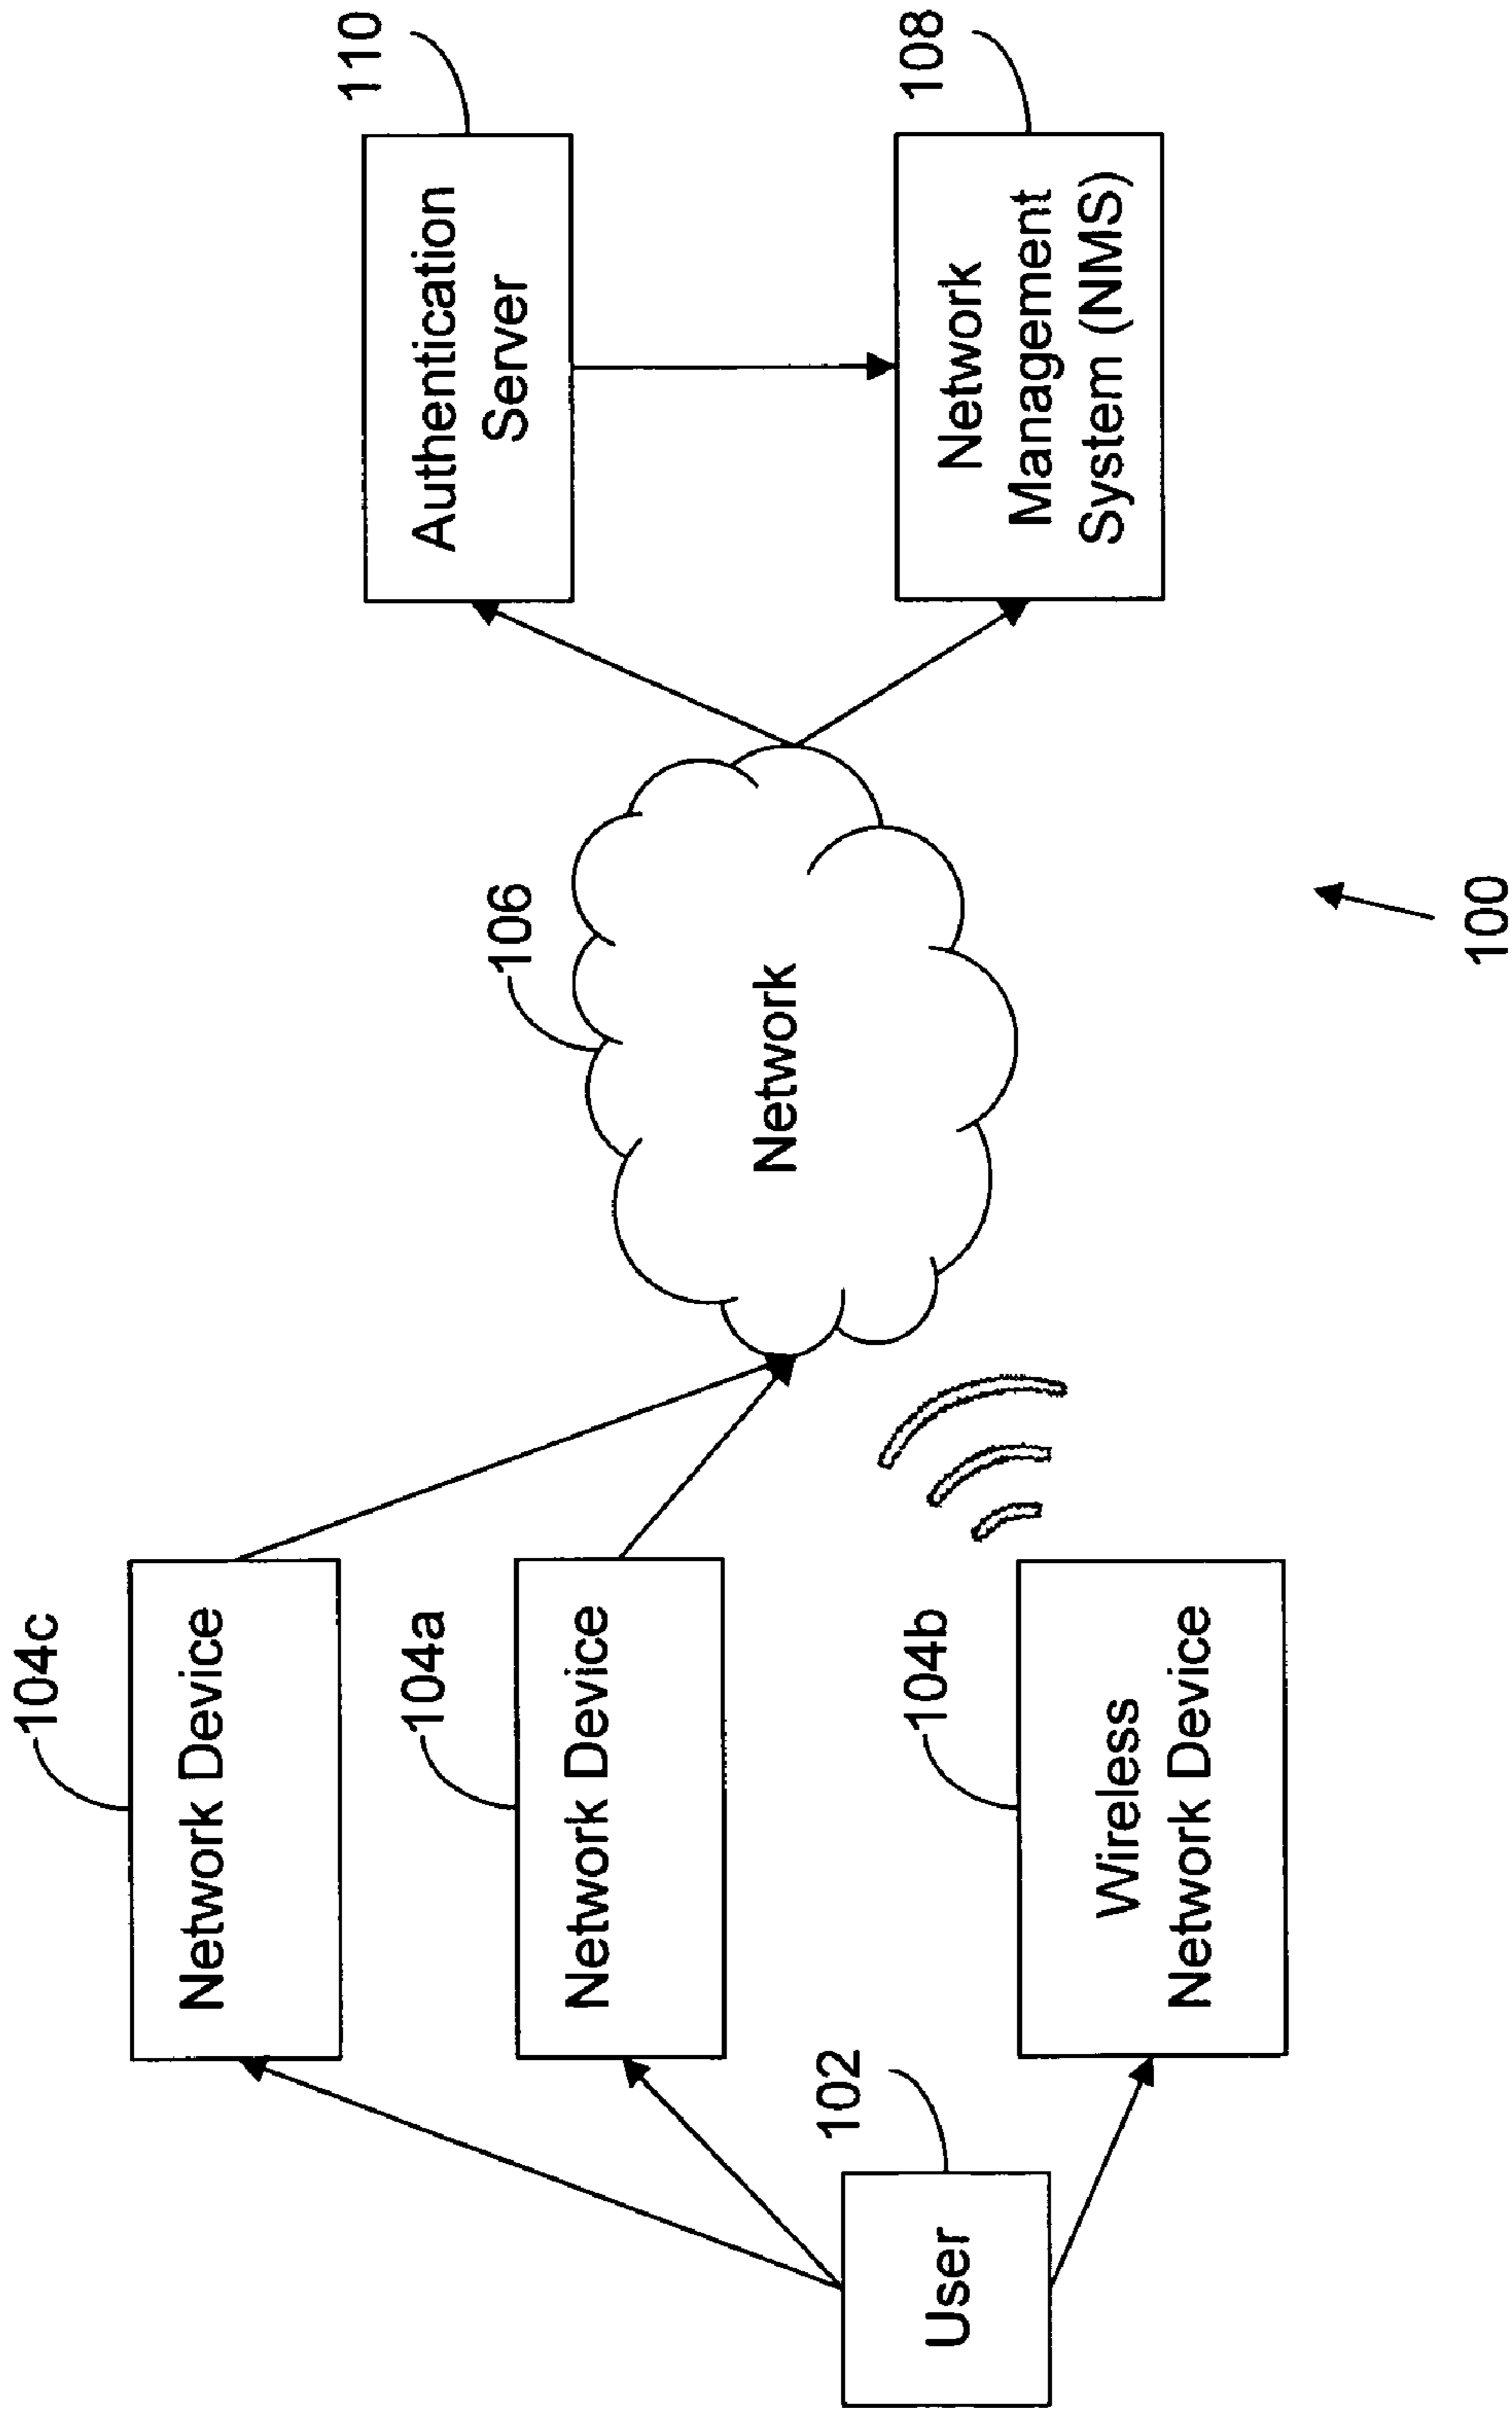 104c
Network Device
104a
Network Device
104b
Wireless
Network Device
102
User
106
Network
110
Authentication
Server
108
Network
Management
System (NMS)
100